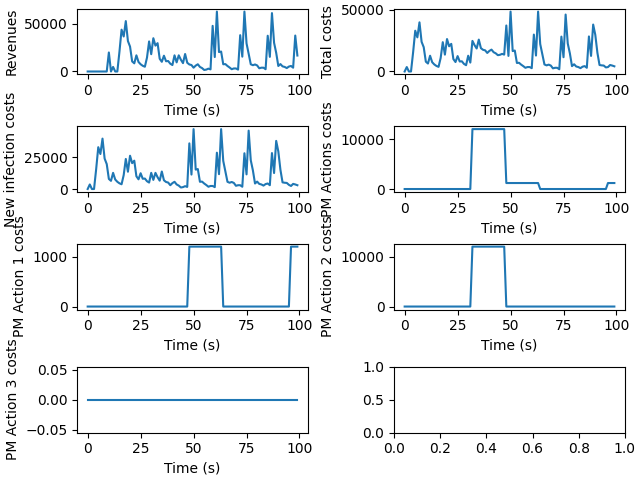 Revenues
50000
0
0 25 50 75 100
Time (s)
Total costs
50000
0
0 25 50 75 100
Time (s)
New infection costs
25000
0
0 25 50 75 100
Time (s)
PM Actions costs
10000
0
0 25 50 75 100
Time (s)
PM Action 1 costs
1000
0
0 25 50 75 100
Time (s)
PM Action 2 costs
10000
0
0 25 50 75 100
Time (s)
PM Action 3 costs
0.05
0.00
−0.05
0 25 50 75 100
Time (s)
1.0
0.5
0.0
0.0 0.2 0.4 0.6 0.8 1.0